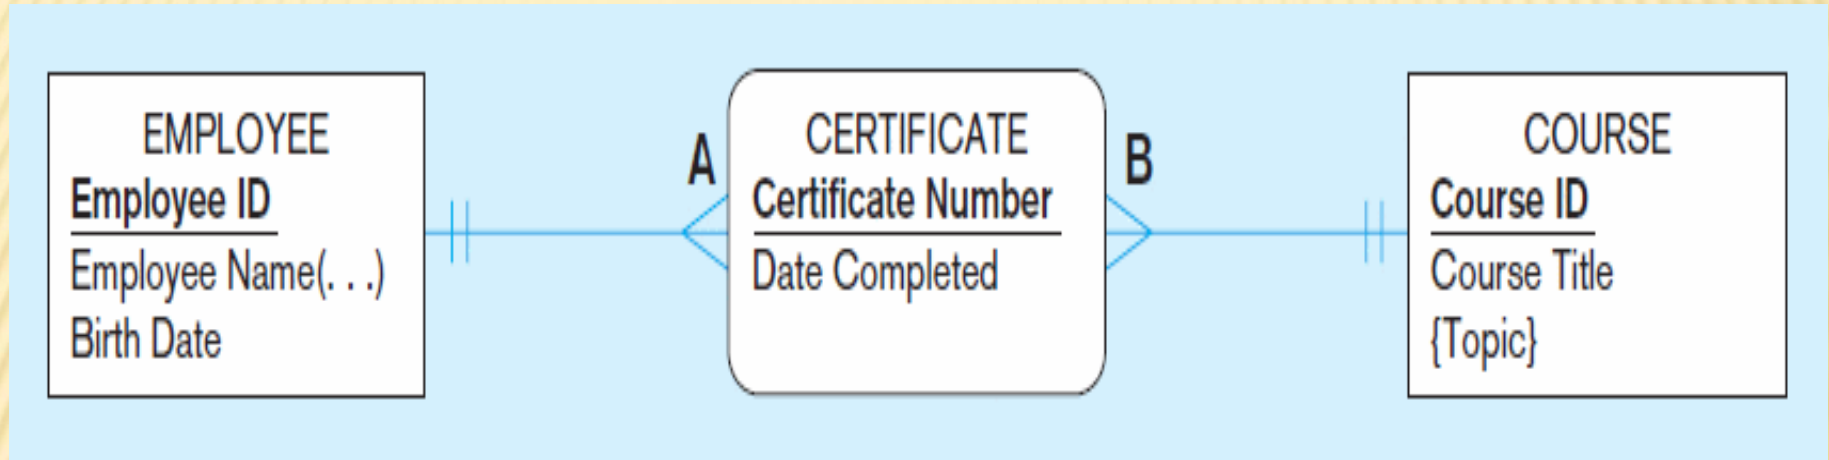 EMPLOYEE
Employee ID
Employee Name(. . .)
Birth Date
A
CERTIFICATE
Certificate Number
Date Completed
B
COURSE
Course ID
Course Title
{Topic}